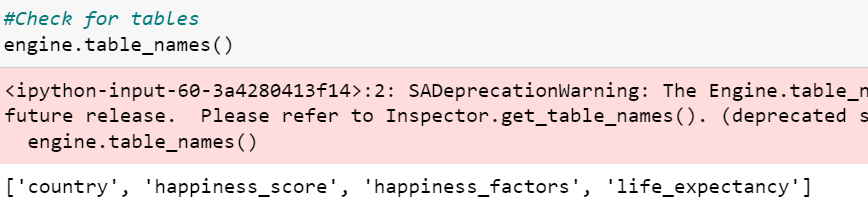 #Check for tables
engine.table_names()
<ipython-input-60-3a4280413f14>:2: SADeprecationWarning: The Engine.table_n
future release.  Please refer to Inspector.get_table_names(). (deprecated s
  engine.table_names()
['country', 'happiness_score', 'happiness_factors', 'life_expectancy']